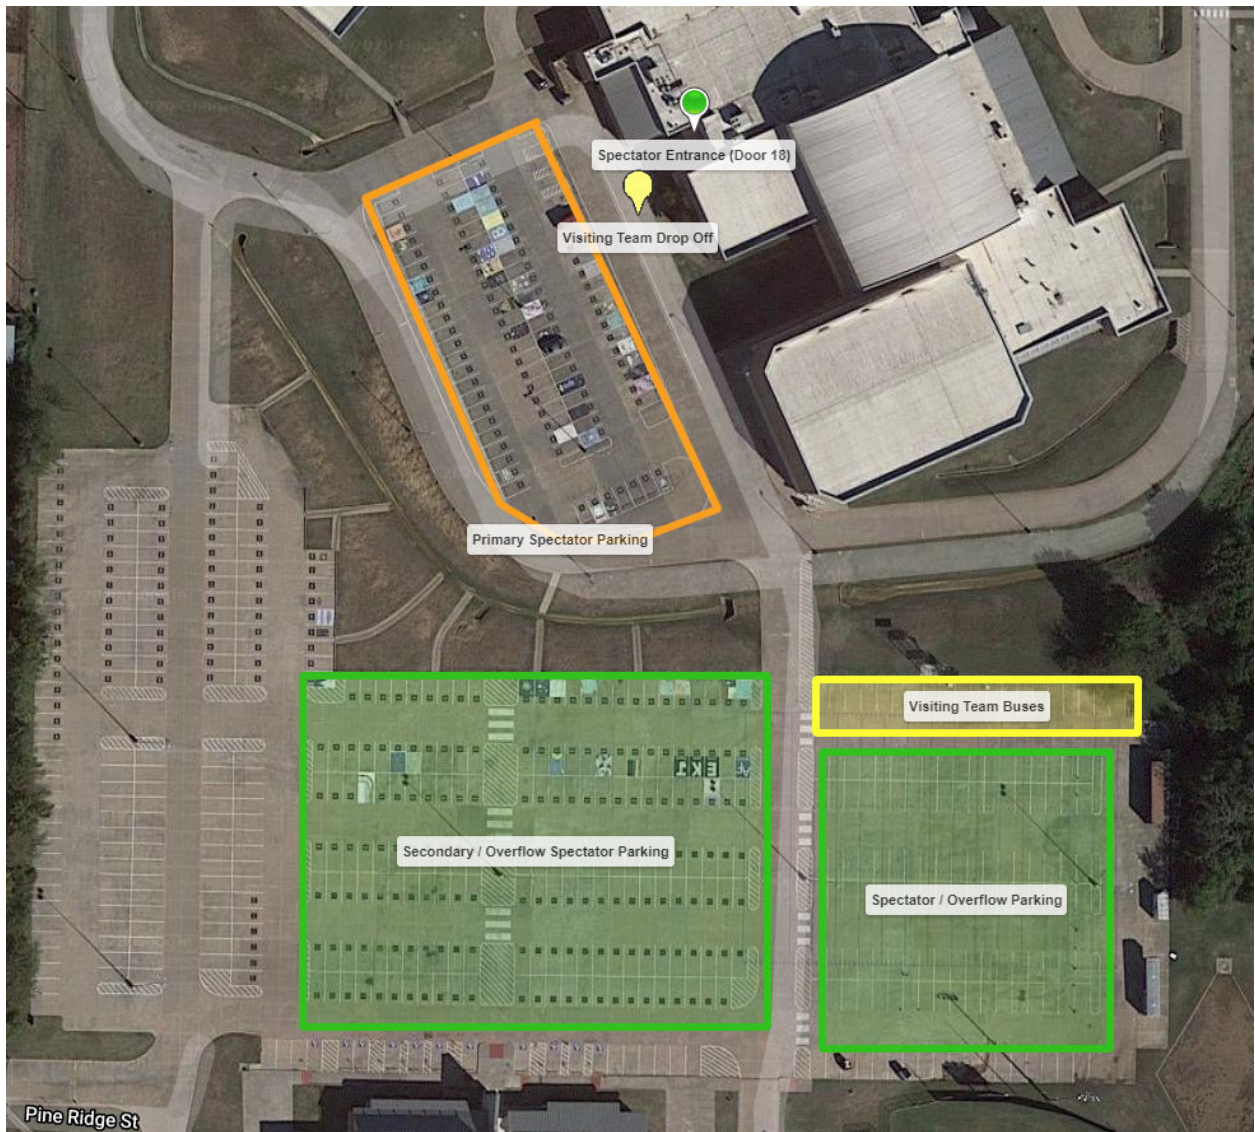 Spectator Entrance (Door 18)
Visiting Team Drop Off
Primary Spectator Parking
Visiting Team Buses
Secondary / Overflow Spectator Parking
Spectator / Overflow Parking
Pine Ridge St